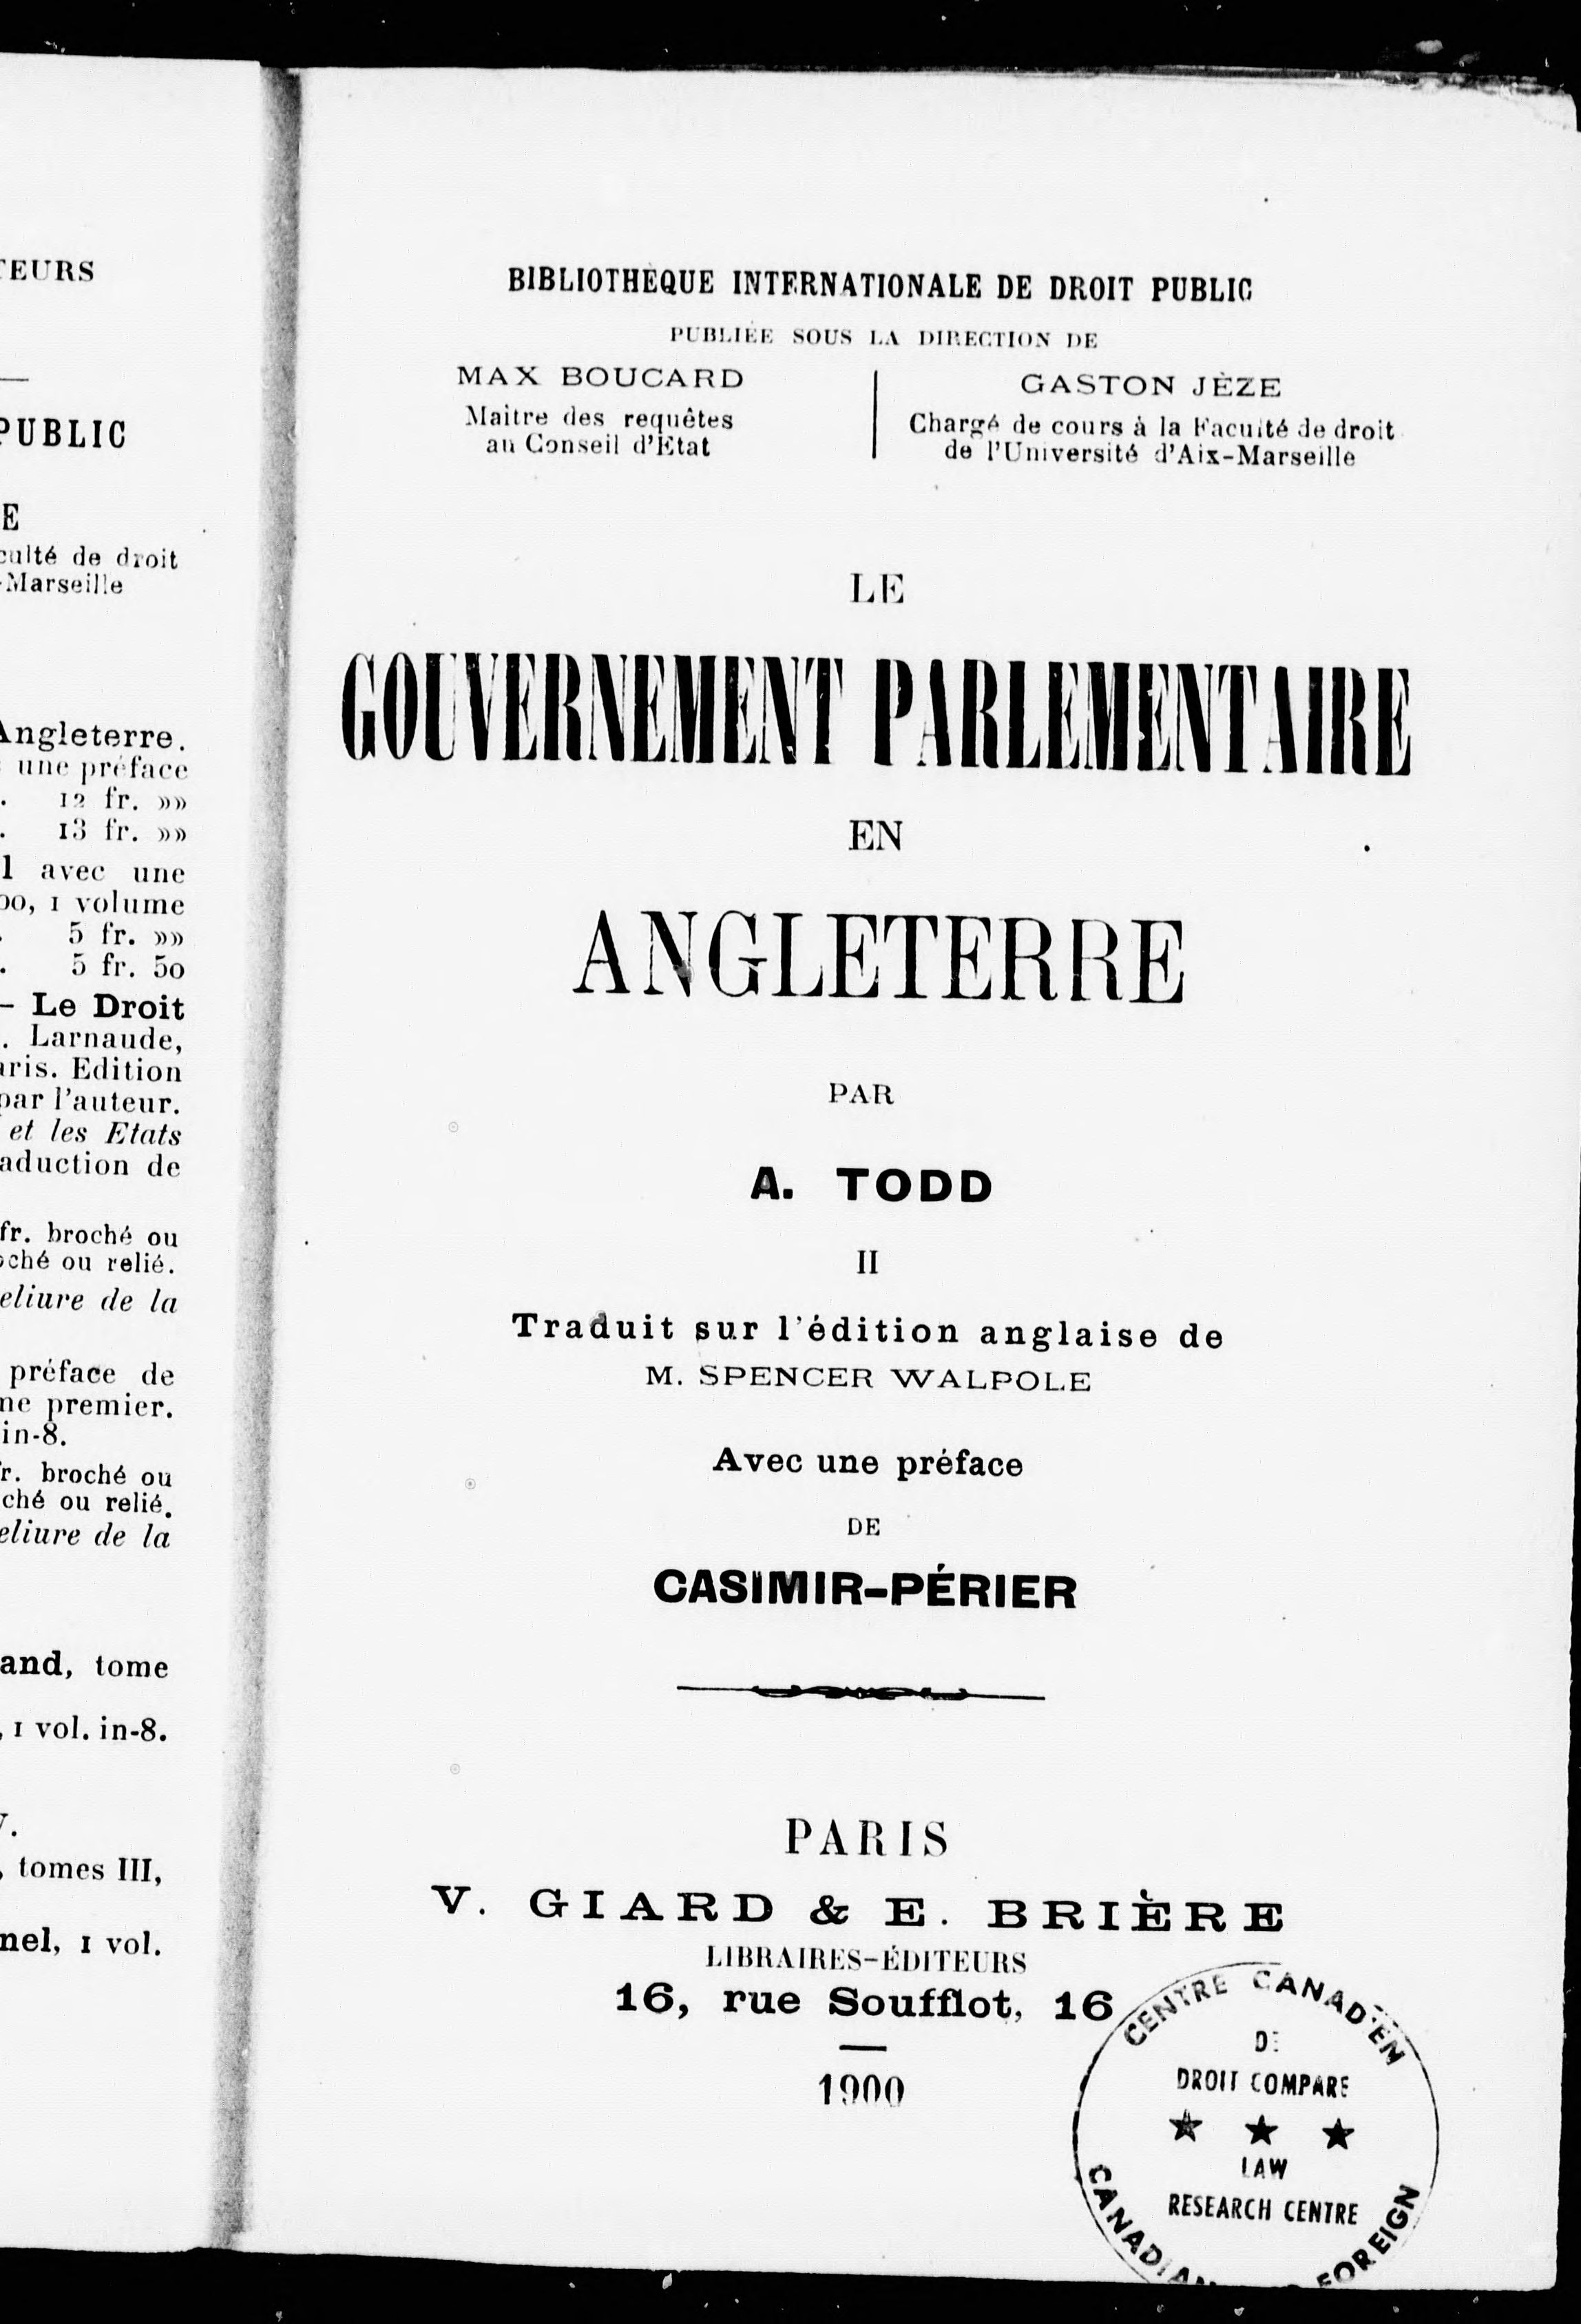 TEURS
PUBLIC
E
culté de droit
-Marseille
Angleterre.
une préface
. 12 fr. »»
. 13 fr. »»
avec une
00, 1 volume
. 5 fr. »»
. 5 fr. 50
– Le Droit
. Larnaude,
aris. Edition
par l'auteur.
et les Etats
aduction de
fr. broché ou
oché ou relié.
eliure de la
préface de
me premier.
in-8.
fr. broché ou
ché ou relié.
eliure de la
and, tome
, 1 vol. in-8.
V.
, tomes III,
nel, 1 vol.
BIBLIOTHÈQUE INTERNATIONALE DE DROIT PUBLIC
PUBLIÉE SOUS LA DIRECTION DE
MAX BOUCARD
Maitre des requêtes
au Conseil d'Etat
GASTON JÈZE
Chargé de cours à la Faculté de droit
de l'Université d'Aix-Marseille
LE
GOUVERNEMENT PARLEMENTAIRE
EN
ANGLETERRE
PAR
A. TODD
II
Traduit sur l'édition anglaise de
M. SPENCER WALPOLE
Avec une préface
DE
CASIMIR-PÉRIER
PARIS
V. GIARD & E. BRIÈRE
LIBRAIRES-ÉDITEURS
16, rue Soufflot, 16
1900
CENTRE CANADIEN
DE
DROIT COMPARE
★ ★ ★
LAW
RESEARCH CENTRE
CANADIAN FOREIGN